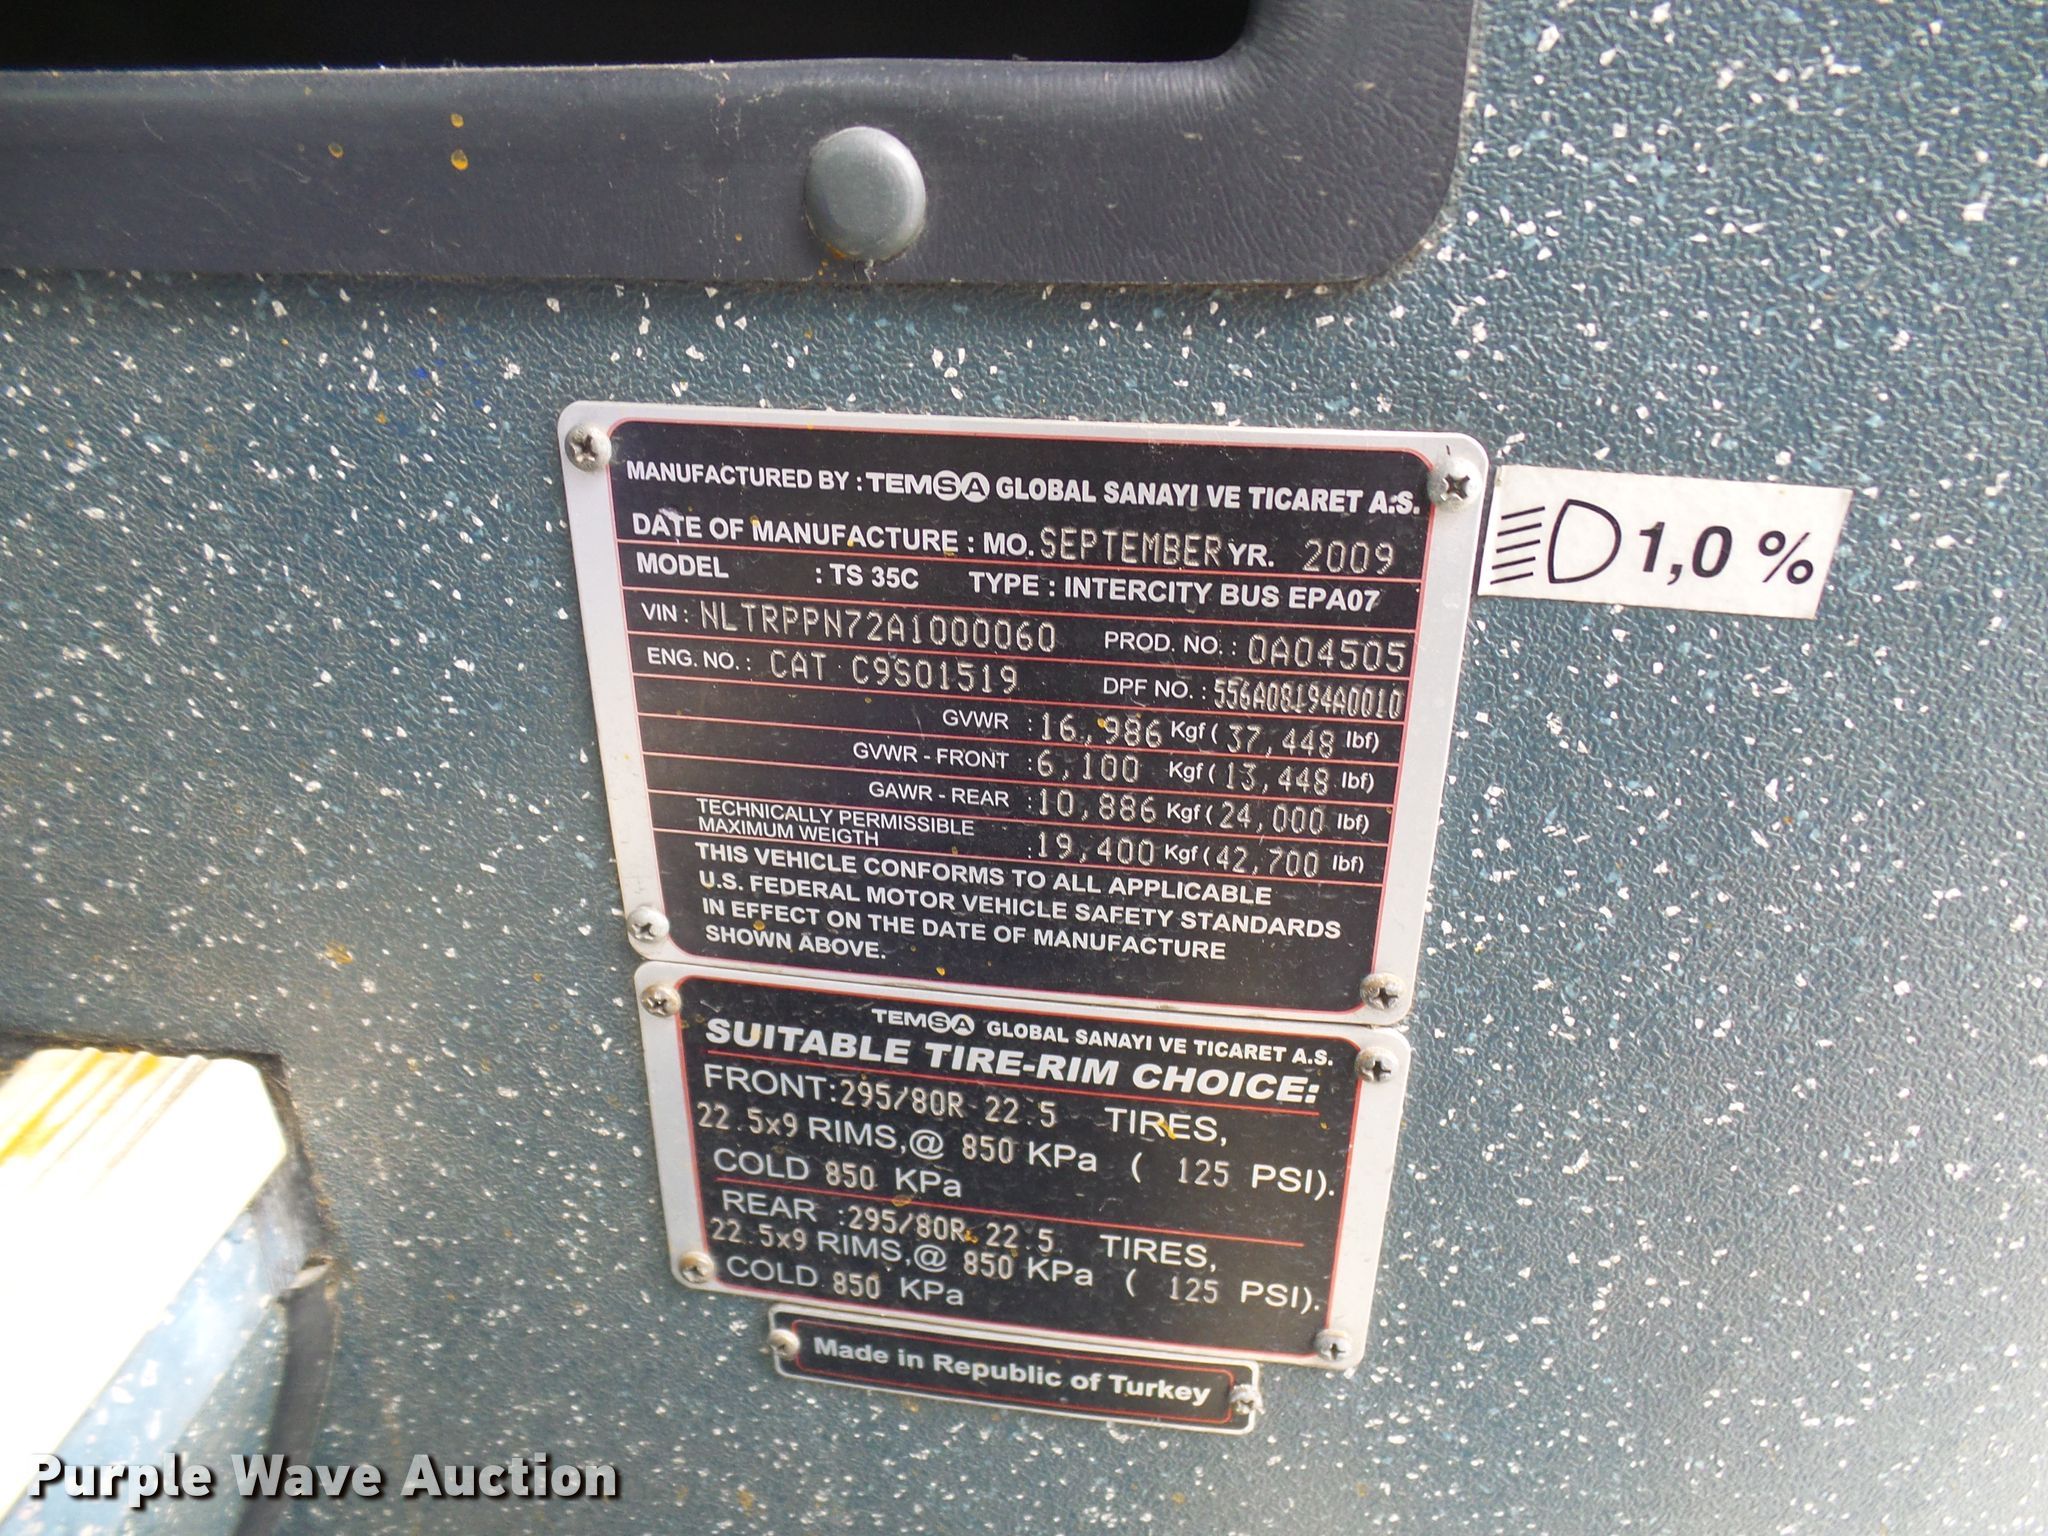 MANUFACTURED BY : TEMSA GLOBAL SANAYI VE TICARET A.S.
DATE OF MANUFACTURE : MO. SEPTEMBER YR. 2009
MODEL : TS 35C TYPE : INTERCITY BUS EPA07
VIN : NLTRPPN72A1000060 PROD. NO. : 0A04505
ENG. NO. : CAT C9S01519 DPF NO. : 556A08194A0010
GVWR : 16,986 Kgf ( 37,448 lbf)
GVWR - FRONT : 6,100 Kgf ( 13,448 lbf)
GAWR - REAR : 10,886 Kgf ( 24,000 lbf)
TECHNICALLY PERMISSIBLE
MAXIMUM WEIGTH : 19,400 Kgf ( 42,700 lbf)
THIS VEHICLE CONFORMS TO ALL APPLICABLE
U.S. FEDERAL MOTOR VEHICLE SAFETY STANDARDS
IN EFFECT ON THE DATE OF MANUFACTURE
SHOWN ABOVE.
1,0 %
TEMSA GLOBAL SANAYI VE TICARET A.S.
SUITABLE TIRE-RIM CHOICE:
FRONT: 295/80R 22.5 TIRES,
22.5x9 RIMS,@ 850 KPa ( 125 PSI).
COLD 850 KPa
REAR : 295/80R 22.5 TIRES,
22.5x9 RIMS,@ 850 KPa ( 125 PSI).
COLD 850 KPa
Made in Republic of Turkey
Purple Wave Auction